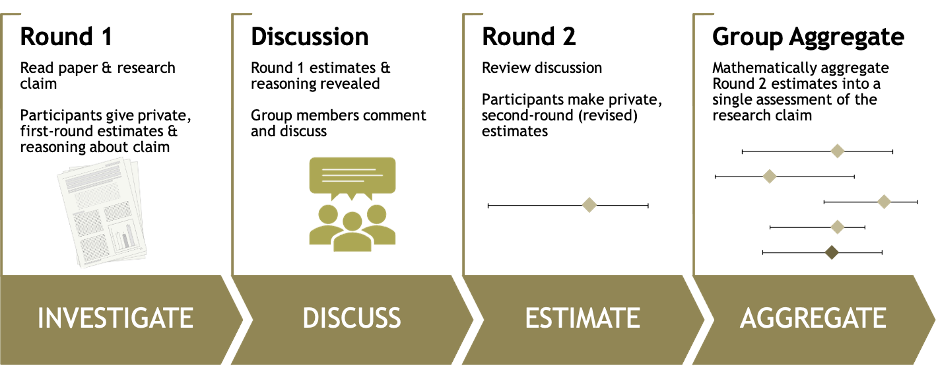 Round 1
Read paper & research
claim
Participants give private,
first-round estimates &
reasoning about claim
INVESTIGATE
Discussion
Round 1 estimates &
reasoning revealed
Group members comment
and discuss
DISCUSS
Round 2
Review discussion
Participants make private,
second-round (revised)
estimates
ESTIMATE
Group Aggregate
Mathematically aggregate
Round 2 estimates into a
single assessment of the
research claim
AGGREGATE